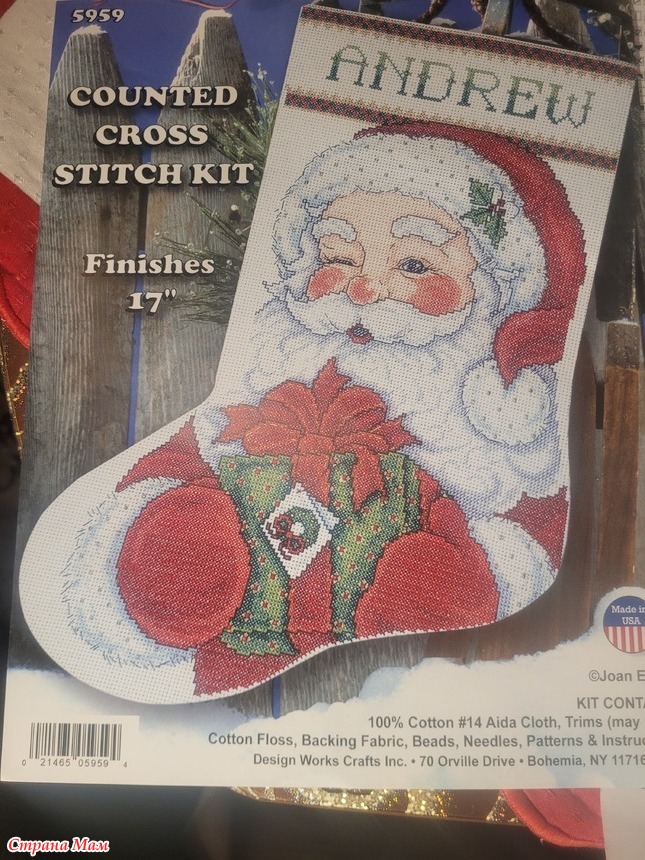 5959
COUNTED
CROSS
STITCH KIT
Finishes
17"
ANDREW
Made in
USA
©Joan E
KIT CONTA
100% Cotton #14 Aida Cloth, Trims (may
Cotton Floss, Backing Fabric, Beads, Needles, Patterns & Instruc
Design Works Crafts Inc. • 70 Orville Drive • Bohemia, NY 11716
0 21465 05959 4
Страна Мам